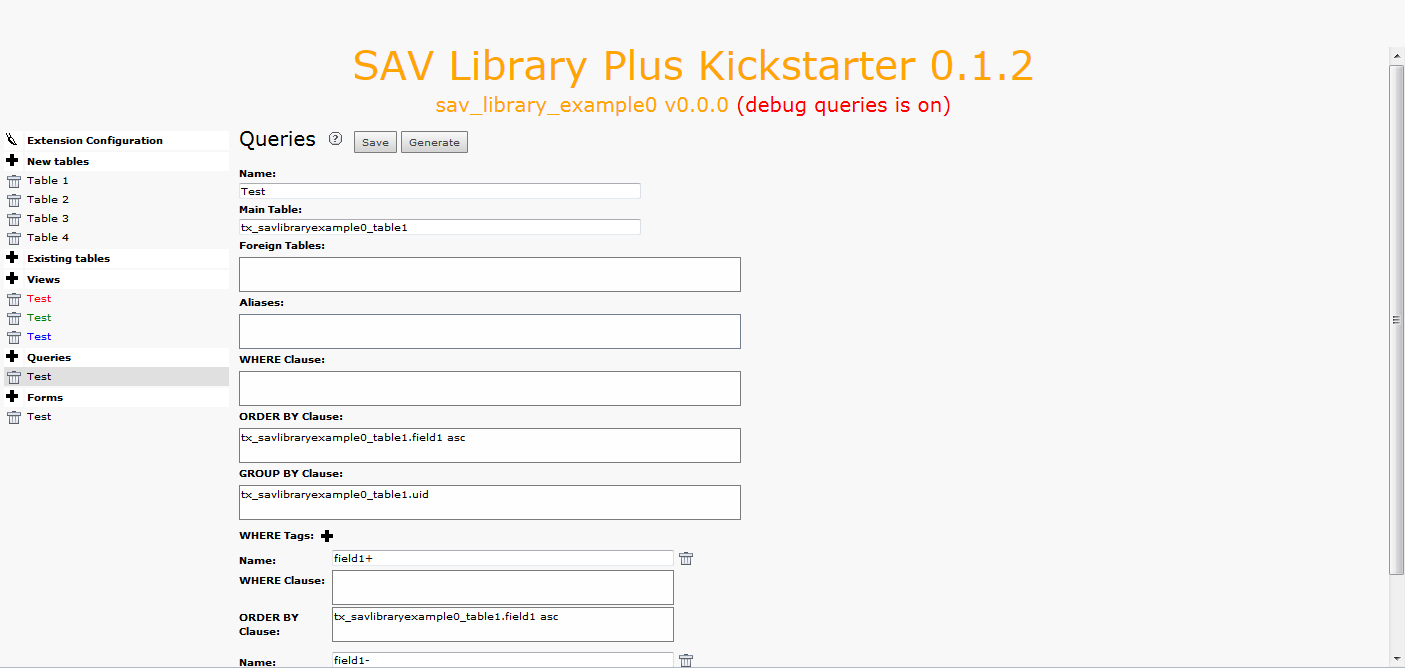 SAV Library Plus Kickstarter 0.1.2
sav_library_example0 v0.0.0 (debug queries is on)
Extension Configuration
New tables
Table 1
Table 2
Table 3
Table 4
Existing tables
Views
Test
Test
Test
Queries
Test
Forms
Test
Queries ? Save Generate
Name:
Test
Main Table:
tx_savlibraryexample0_table1
Foreign Tables:
Aliases:
WHERE Clause:
ORDER BY Clause:
tx_savlibraryexample0_table1.field1 asc
GROUP BY Clause:
tx_savlibraryexample0_table1.uid
WHERE Tags:
Name: field1+
WHERE Clause:
ORDER BY Clause: tx_savlibraryexample0_table1.field1 asc
Name: field1-